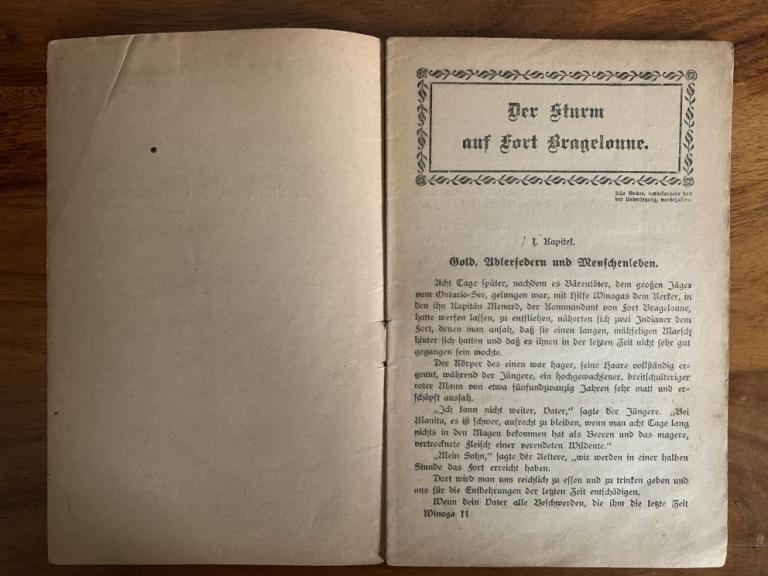 Der Sturm
auf Fort Bragelonne.
Alle Rechte, insbesondere das
der Uebersetzung, vorbehalten.
1. Kapitel.
Gold, Adlerfedern und Menschenleben.
Acht Tage später, nachdem es Bärentöter, dem großen Jäger
vom Ontario-See, gelungen war, mit Hilfe Winogas dem Kerker, in
den ihn Kapitän Menard, der Kommandant von Fort Bragelonne,
hatte werfen lassen, zu entfliehen, näherten sich zwei Indianer dem
Fort, denen man ansah, daß sie einen langen, mühseligen Marsch
hinter sich hatten und daß es ihnen in der letzten Zeit nicht sehr gut
gegangen sein mochte.
Der Körper des einen war hager, seine Haare vollständig er-
graut, während der Jüngere, ein hochgewachsener, breitschulteriger
roter Mann von etwa fünfundzwanzig Jahren sehr matt und er-
schöpft aussah.
„Ich kann nicht weiter, Vater,“ sagte der Jüngere. „Bei
Manitu, es ist schwer, aufrecht zu bleiben, wenn man acht Tage lang
nichts in den Magen bekommen hat als Beeren und das magere,
vertrocknete Fleisch einer verendeten Wildente.“
„Mein Sohn,“ sagte der Aeltere, „wir werden in einer halben
Stunde das Fort erreicht haben.
Dort wird man uns reichlich zu essen und zu trinken geben und
uns für die Entbehrungen der letzten Zeit entschädigen.
Wenn dein Vater alle Beschwerden, die ihm die letzte Zeit
Winoga 11